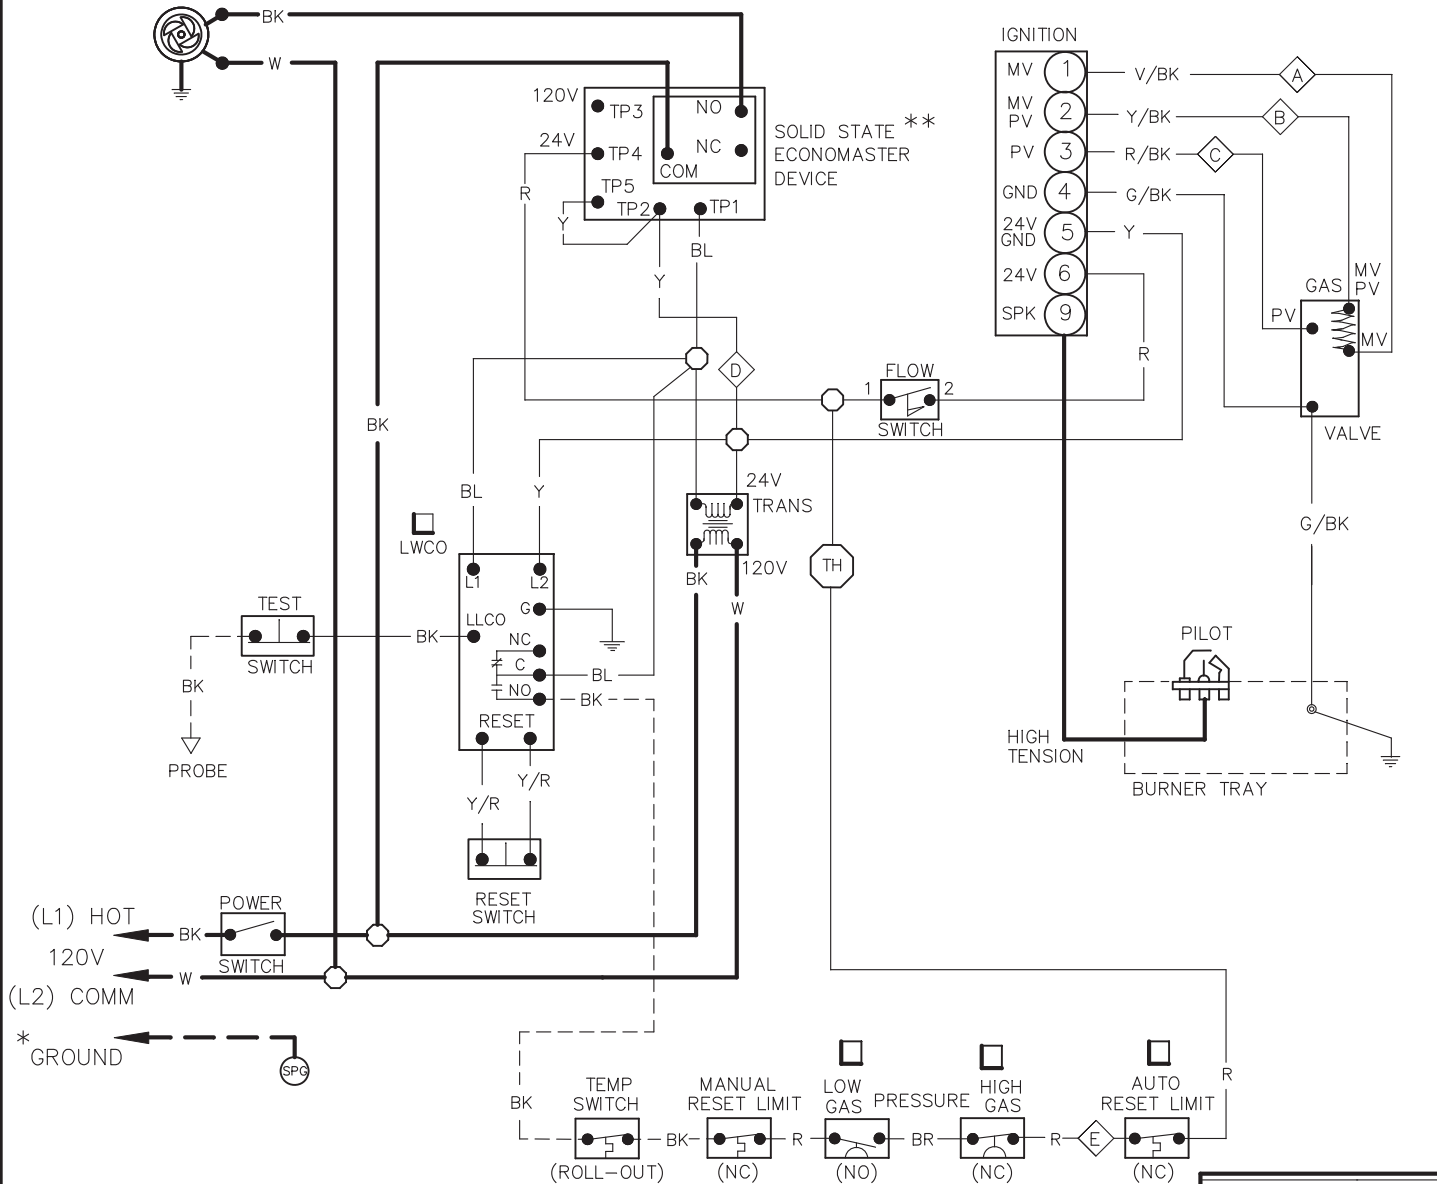 BK
W
120V
TP3
24V
TP4
TP5
TP2
TP1
NO
NC
COM
SOLID STATE **
ECONOMASTER
DEVICE
R
Y
BL
Y
BK
D
IGNITION
MV 1
MV
PV 2
PV 3
GND 4
24V
GND 5
24V 6
SPK 9
V/BK
A
Y/BK
B
R/BK
C
G/BK
Y
R
GAS
MV
PV
PV
MV
VALVE
FLOW
1
2
SWITCH
BL
Y
24V
TRANS
120V
BK
W
TH
LWCO
L1
L2
G
LLCO
NC
C
NO
RESET
BL
BK
TEST
SWITCH
BK
BK
PROBE
Y/R
Y/R
RESET
SWITCH
G/BK
PILOT
HIGH
TENSION
BURNER TRAY
(L1) HOT
BK
POWER
SWITCH
120V
W
(L2) COMM
*
GROUND
SPG
BK
TEMP
SWITCH
(ROLL-OUT)
BK
MANUAL
RESET LIMIT
(NC)
R
LOW
GAS
(NO)
PRESSURE
BR
HIGH
GAS
(NC)
R
E
AUTO
RESET LIMIT
(NC)
R